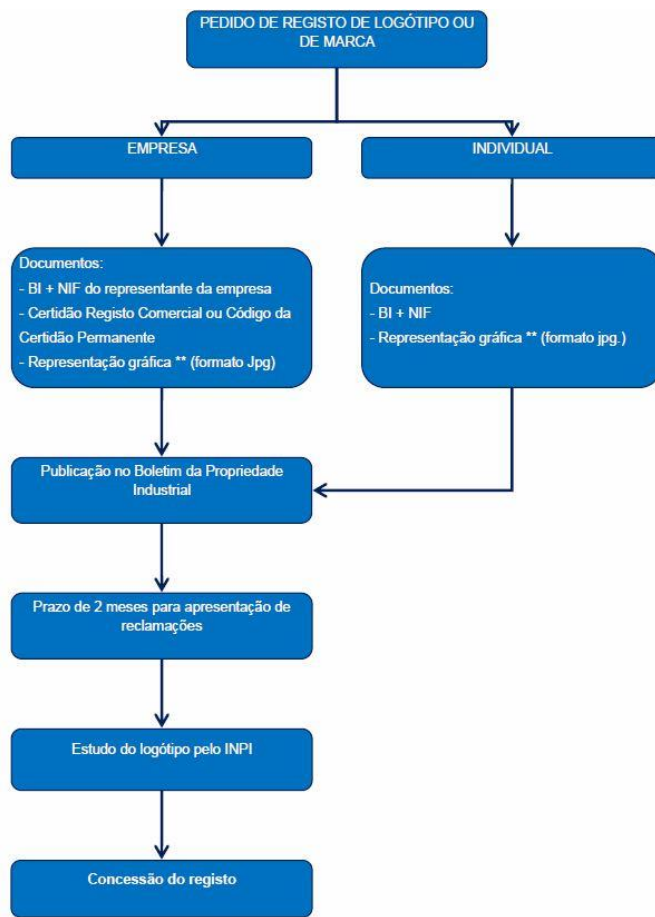 PEDIDO DE REGISTO DE LOGÓTIPO OU
DE MARCA
EMPRESA
INDIVIDUAL
Documentos:
- BI + NIF do representante da empresa
- Certidão Registo Comercial ou Código da
Certidão Permanente
- Representação gráfica ** (formato Jpg)
Documentos:
- BI + NIF
- Representação gráfica ** (formato jpg.)
Publicação no Boletim da Propriedade
Industrial
Prazo de 2 meses para apresentação de
reclamações
Estudo do logótipo pelo INPI
Concessão do registo